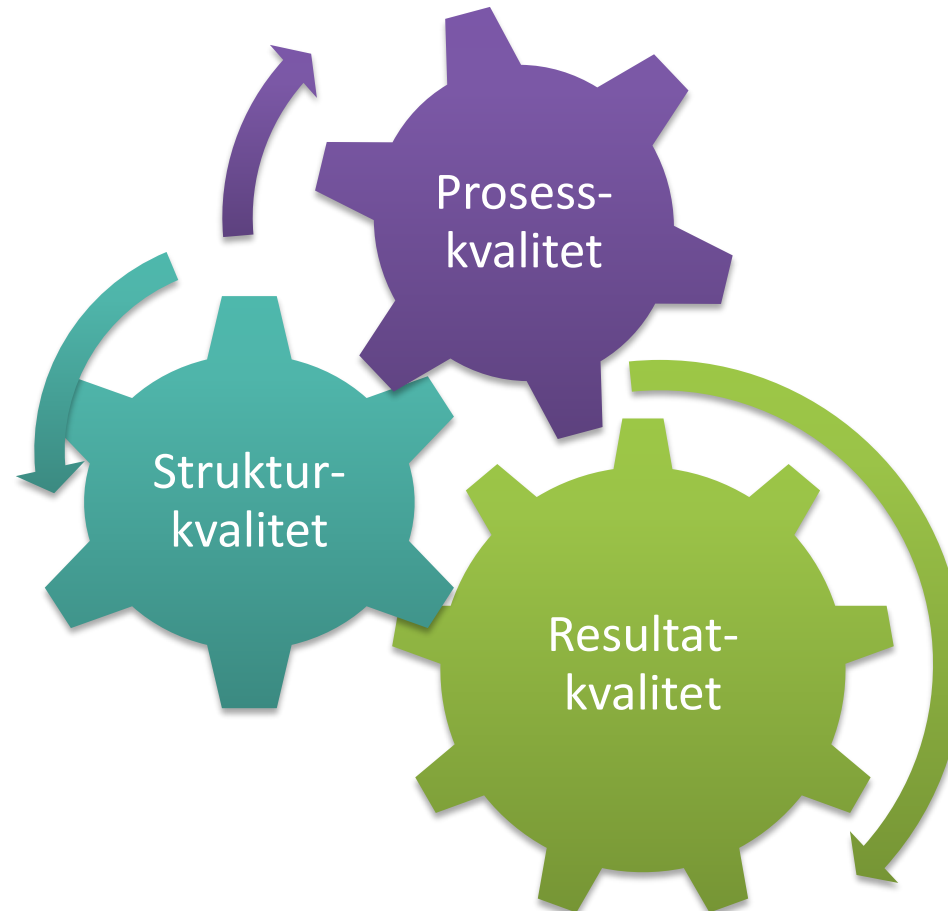 Prosess-
kvalitet
Struktur-
kvalitet
Resultat-
kvalitet